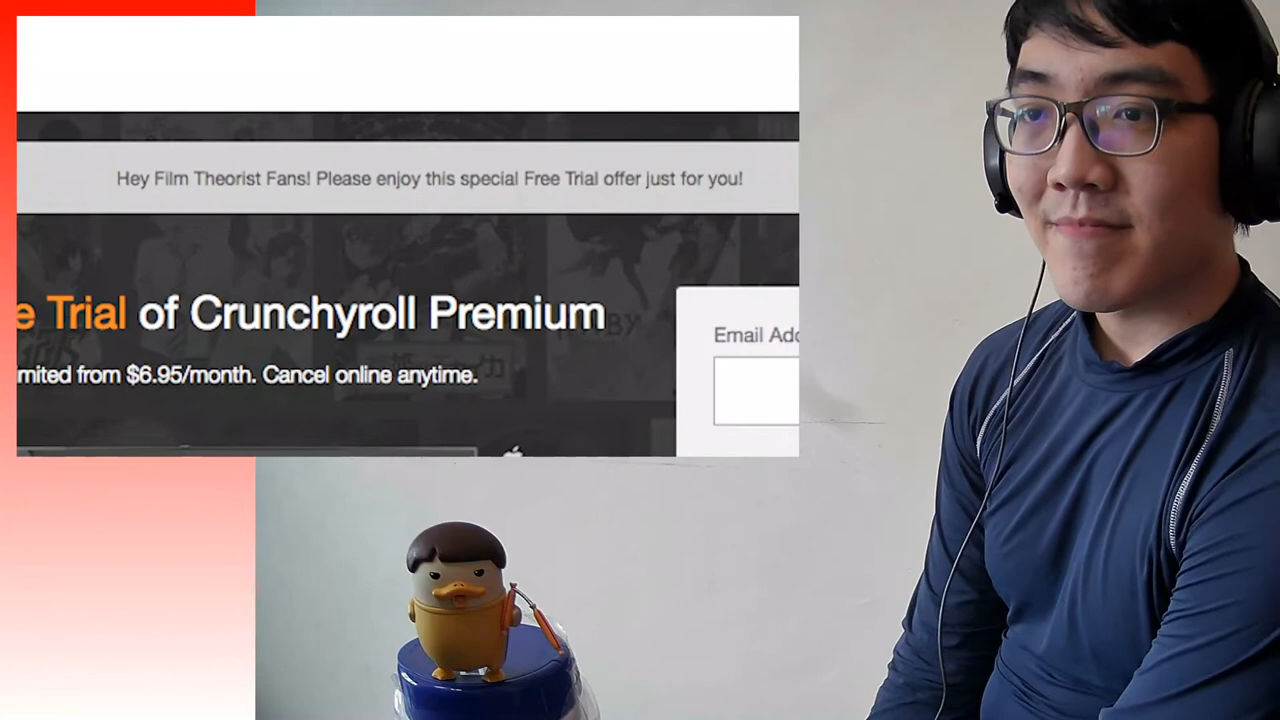 Hey Film Theorist Fans! Please enjoy this special Free Trial offer just for you!
e Trial of Crunchyroll Premium
mited from $6.95/month. Cancel online anytime.
Email Add